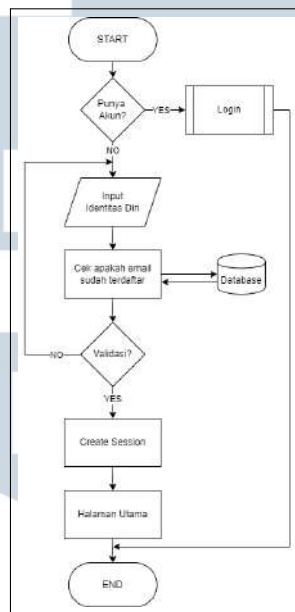 START
Punya
Akun?
YES
Login
NO
Input
Identitas Diri
Cek apakah email
sudah terdaftar
Database
Validasi?
NO
YES
Create Session
Halaman Utama
END